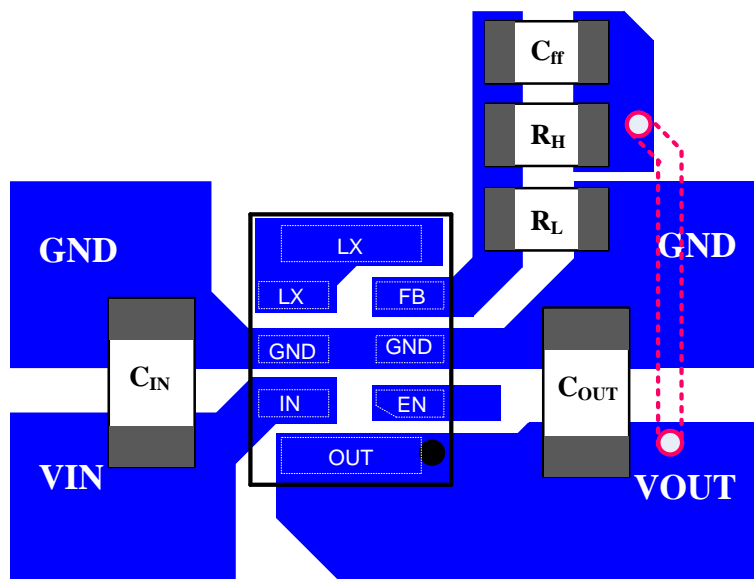 Cff
RH
RL
GND
LX
GND
LX
FB
GND
GND
CIN
IN
EN
COUT
OUT
VIN
VOUT